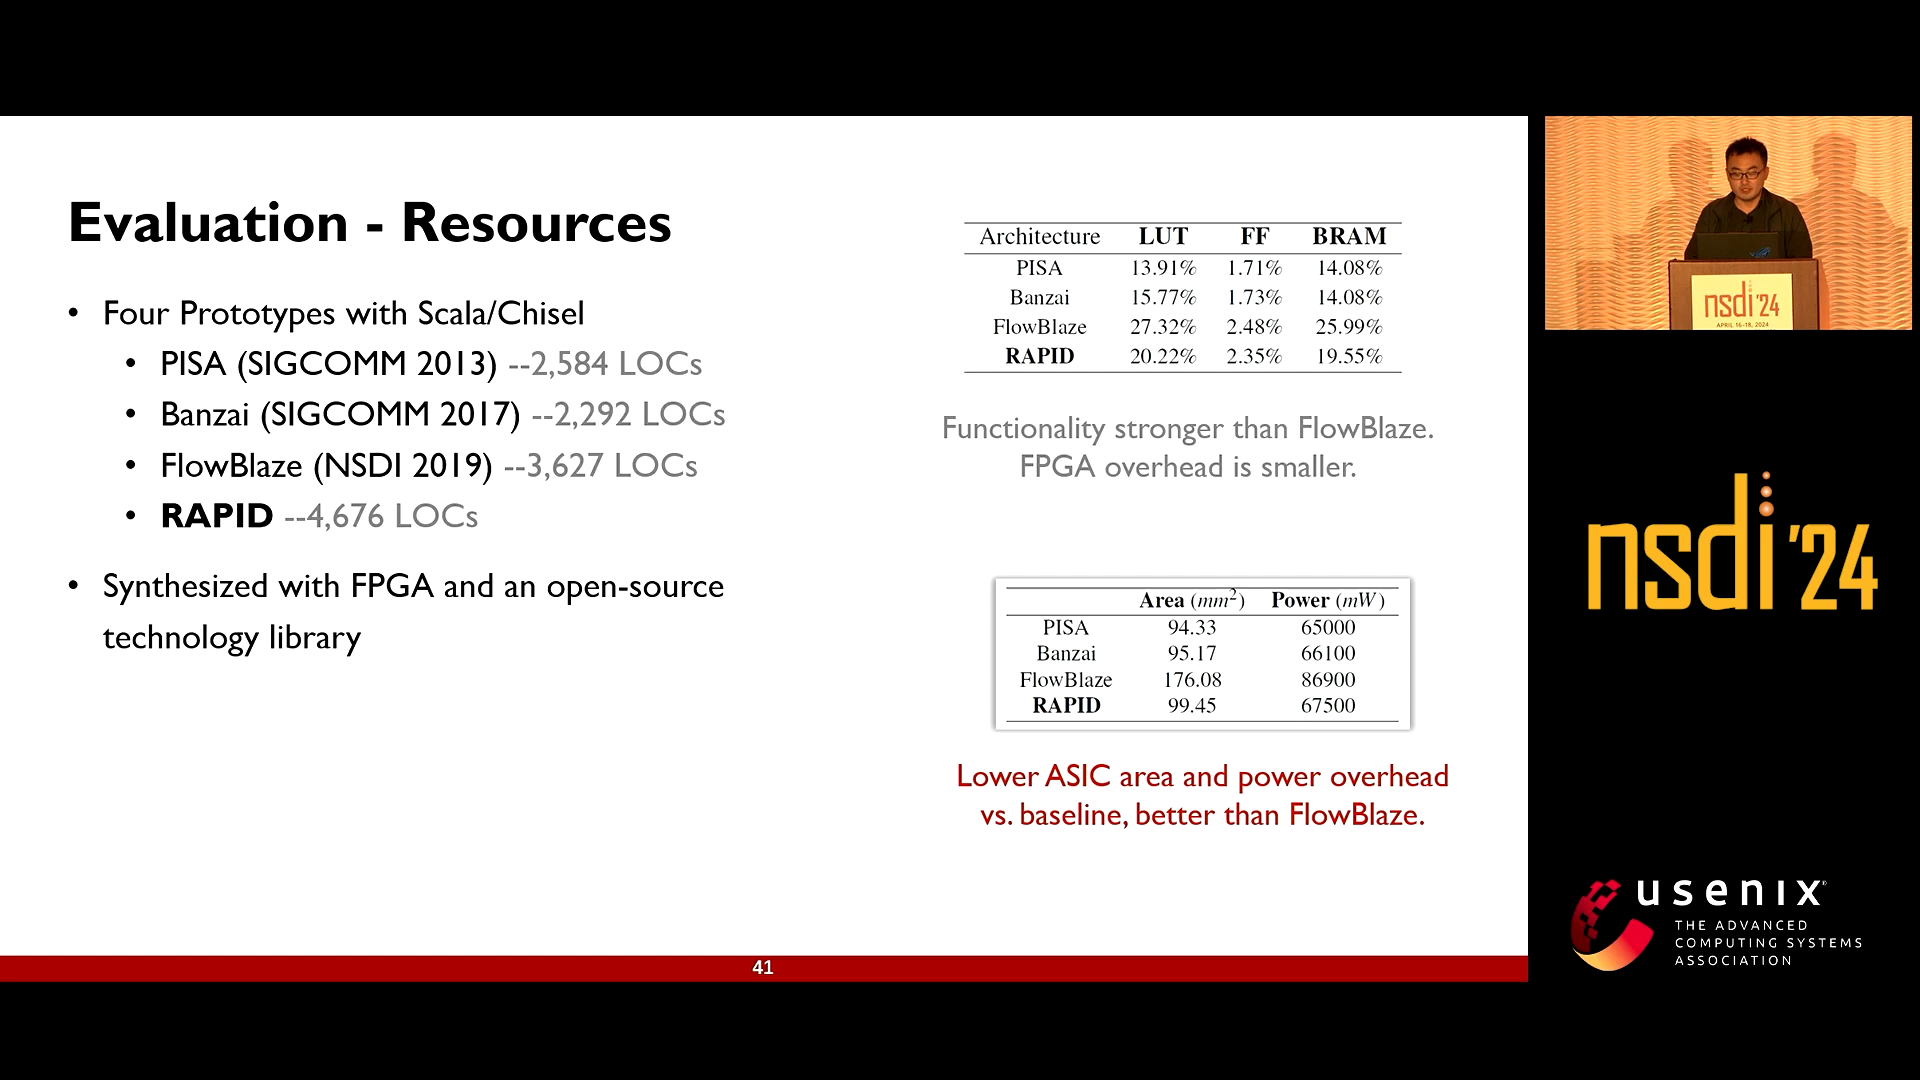 Evaluation - Resources
• Four Prototypes with Scala/Chisel
• PISA (SIGCOMM 2013) --2,584 LOCs
• Banzai (SIGCOMM 2017) --2,292 LOCs
• FlowBlaze (NSDI 2019) --3,627 LOCs
• RAPID --4,676 LOCs
• Synthesized with FPGA and an open-source
technology library
Architecture LUT FF BRAM
PISA 13.91% 1.71% 14.08%
Banzai 15.77% 1.73% 14.08%
FlowBlaze 27.32% 2.48% 25.99%
RAPID 20.22% 2.35% 19.55%
Functionality stronger than FlowBlaze.
FPGA overhead is smaller.
Area (mm²) Power (mW)
PISA 94.33 65000
Banzai 95.17 66100
FlowBlaze 176.08 86900
RAPID 99.45 67500
Lower ASIC area and power overhead
vs. baseline, better than FlowBlaze.
41
nsdi '24
APRIL 16-18, 2024
nsdi '24
usenix®
THE ADVANCED
COMPUTING SYSTEMS
ASSOCIATION